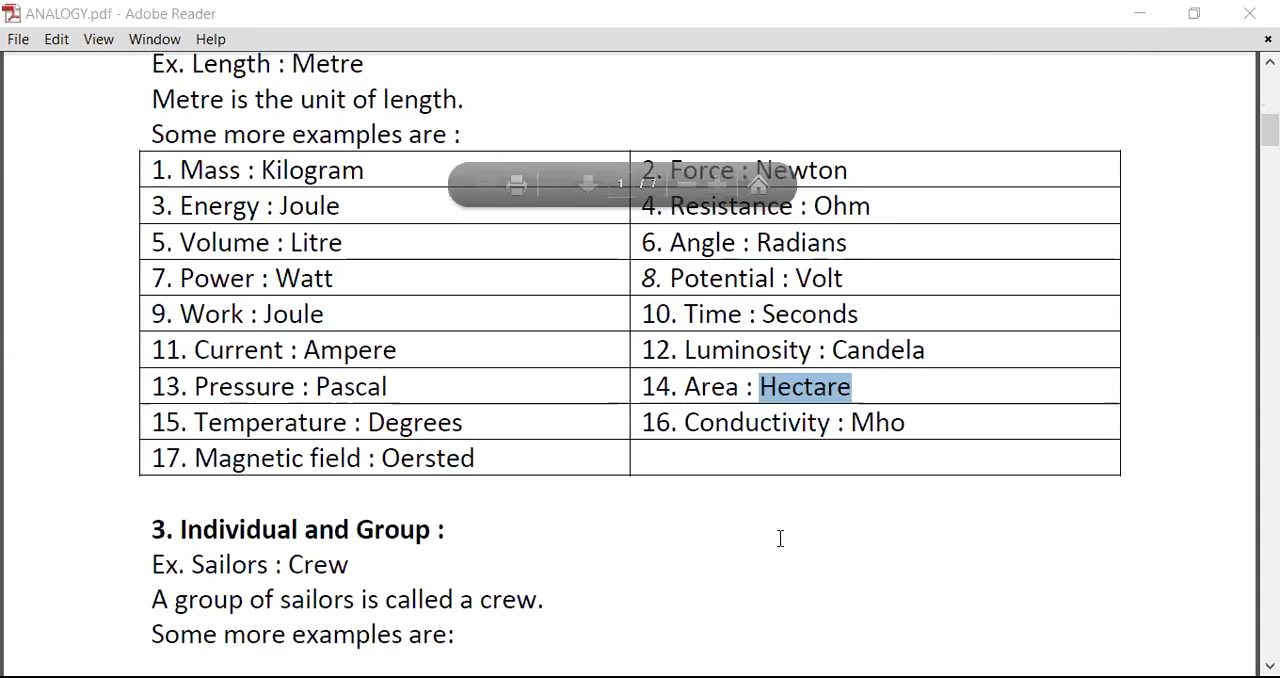 ANALOGY.pdf - Adobe Reader
File Edit View Window Help
Ex. Length : Metre
Metre is the unit of length.
Some more examples are :
1. Mass : Kilogram 2. Force : Newton
1 / 7
3. Energy : Joule 4. Resistance : Ohm
5. Volume : Litre 6. Angle : Radians
7. Power : Watt 8. Potential : Volt
9. Work : Joule 10. Time : Seconds
11. Current : Ampere 12. Luminosity : Candela
13. Pressure : Pascal 14. Area : Hectare
15. Temperature : Degrees 16. Conductivity : Mho
17. Magnetic field : Oersted
3. Individual and Group :
Ex. Sailors : Crew
A group of sailors is called a crew.
Some more examples are: